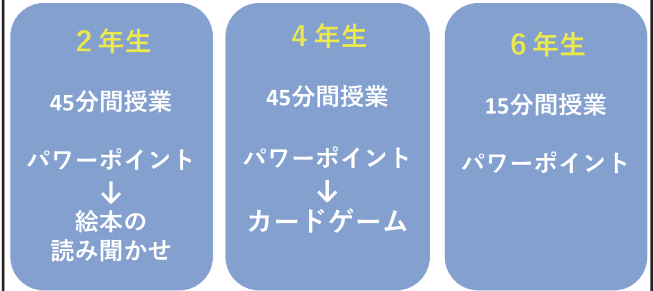 ２年生
45分間授業
パワーポイント
↓
絵本の
読み聞かせ
４年生
45分間授業
パワーポイント
↓
カードゲーム
６年生
15分間授業
パワーポイント